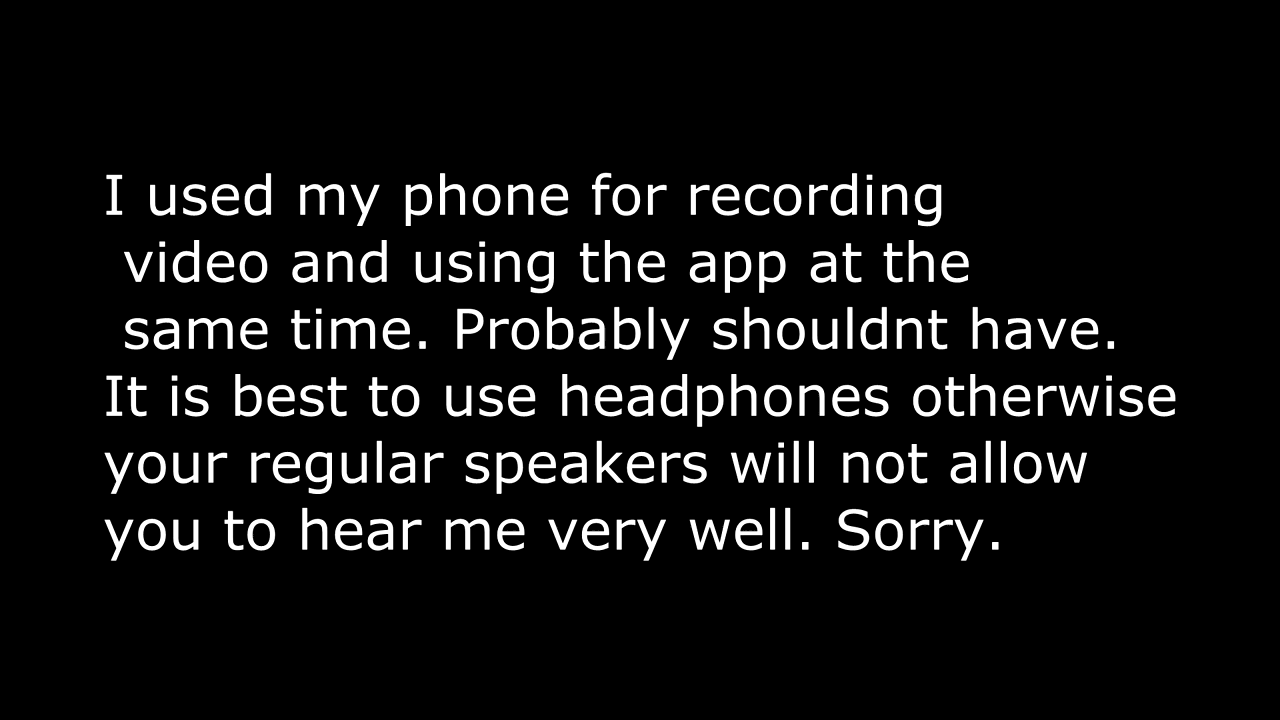 I used my phone for recording
video and using the app at the
same time. Probably shouldnt have.
It is best to use headphones otherwise
your regular speakers will not allow
you to hear me very well. Sorry.